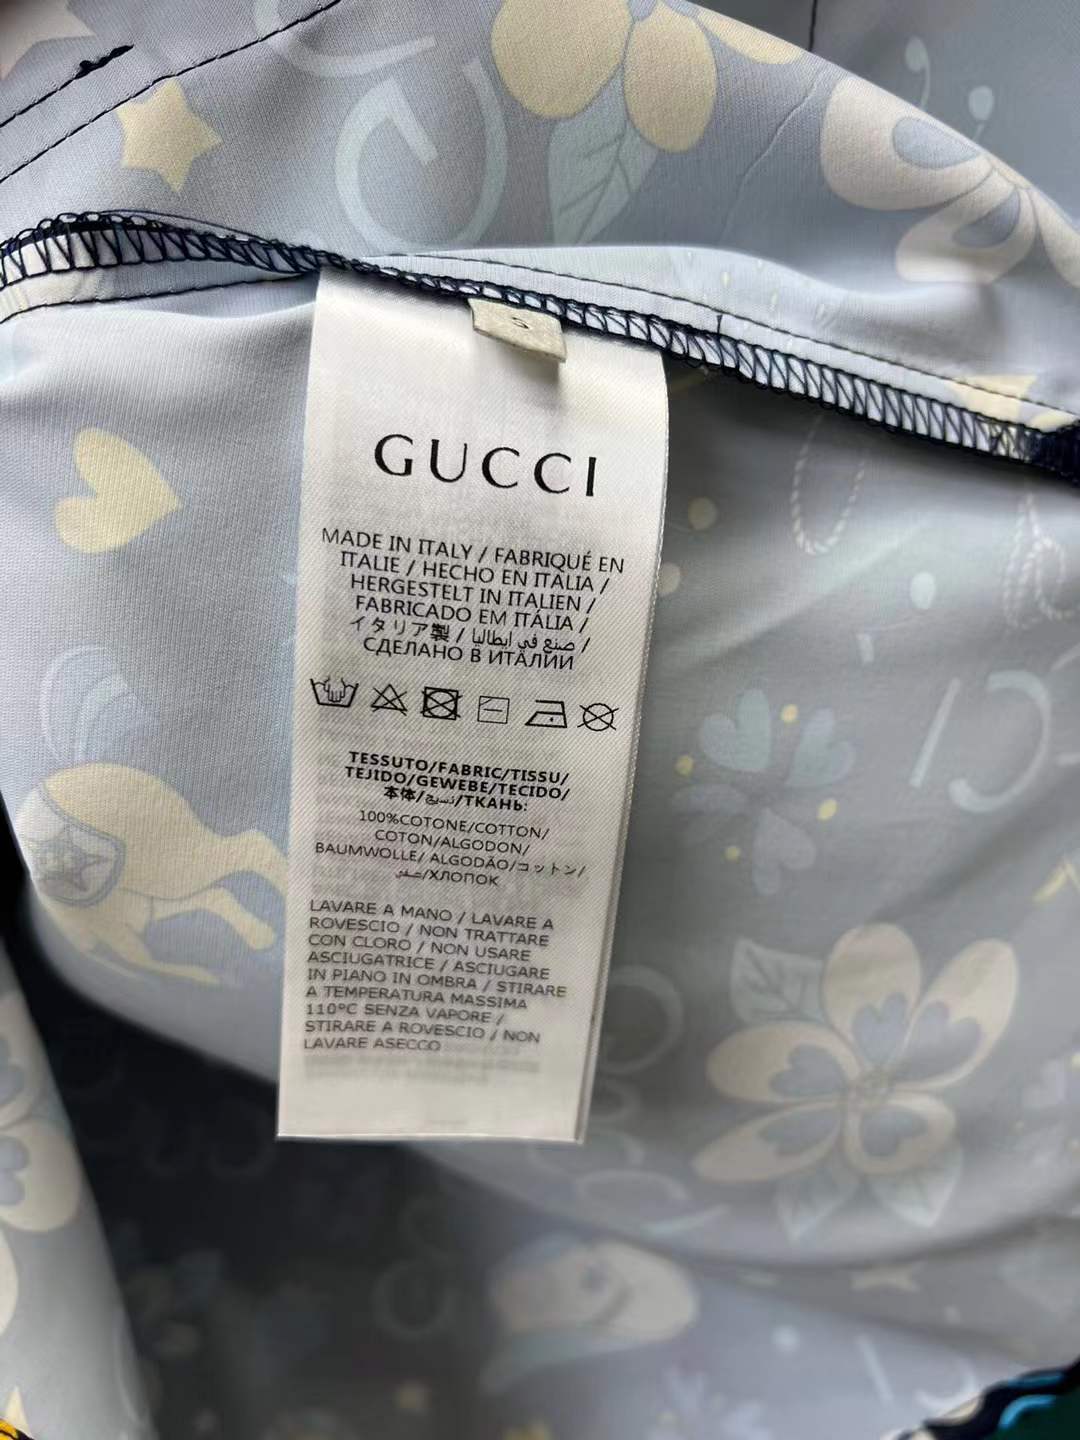 S
GUCCI
MADE IN ITALY / FABRIQUÉ EN
ITALIE / HECHO EN ITALIA /
HERGESTELT IN ITALIEN /
FABRICADO EM ITÁLIA /
イタリア製 / صنع في ايطاليا /
СДЕЛАНО В ИТАЛИИ
TESSUTO/FABRIC/TISSU/
TEJIDO/GEWEBE/TECIDO/
本体/نسيج/ТКАНЬ:
100%COTONE/COTTON/
COTON/ALGODON/
BAUMWOLLE/ ALGODÃO/コットン/
/ХЛОПОК
LAVARE A MANO / LAVARE A
ROVESCIO / NON TRATTARE
CON CLORO / NON USARE
ASCIUGATRICE / ASCIUGARE
IN PIANO IN OMBRA / STIRARE
A TEMPERATURA MASSIMA
110°C SENZA VAPORE /
STIRARE A ROVESCIO / NON
LAVARE ASECCO